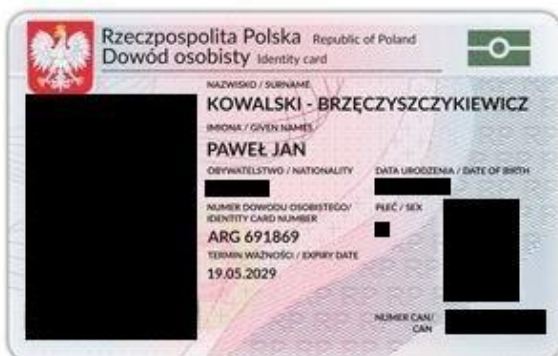 Rzeczpospolita Polska Republic of Poland
Dowód osobisty Identity card
NAZWISKO / SURNAME
KOWALSKI - BRZĘCZYSZCZYKIEWICZ
IMIONA / GIVEN NAMES
PAWEŁ JAN
OBYWATELSTWO / NATIONALITY DATA URODZENIA / DATE OF BIRTH
NUMER DOWODU OSOBISTEGO/ PŁEĆ / SEX
IDENTITY CARD NUMBER
ARG 691869
TERMIN WAŻNOŚCI / EXPIRY DATE
19.05.2029
NUMER CAN/
CAN